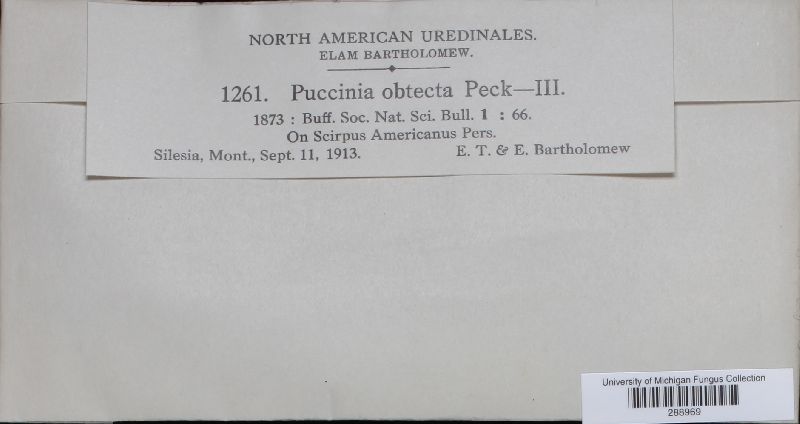 NORTH AMERICAN UREDINALES.
ELAM BARTHOLOMEW.
1261. Puccinia obtecta Peck—III.
1873 : Buff. Soc. Nat. Sci. Bull. 1 : 66.
On Scirpus Americanus Pers.
Silesia, Mont., Sept. 11, 1913. E. T. & E. Bartholomew
University of Michigan Fungus Collection
288969